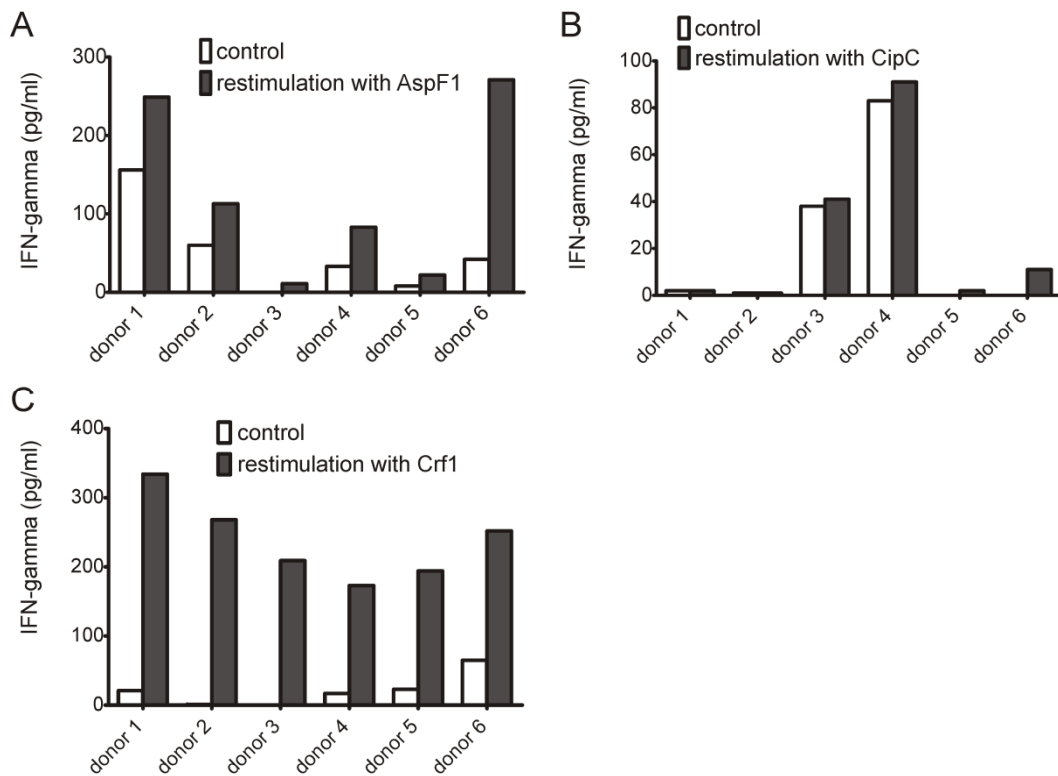 A
control
restimulation with AspF1
IFN-gamma (pg/ml)
300
200
100
0
donor 1
donor 2
donor 3
donor 4
donor 5
donor 6
B
control
restimulation with CipC
IFN-gamma (pg/ml)
100
80
60
40
20
0
donor 1
donor 2
donor 3
donor 4
donor 5
donor 6
C
control
restimulation with Crf1
IFN-gamma (pg/ml)
400
300
200
100
0
donor 1
donor 2
donor 3
donor 4
donor 5
donor 6